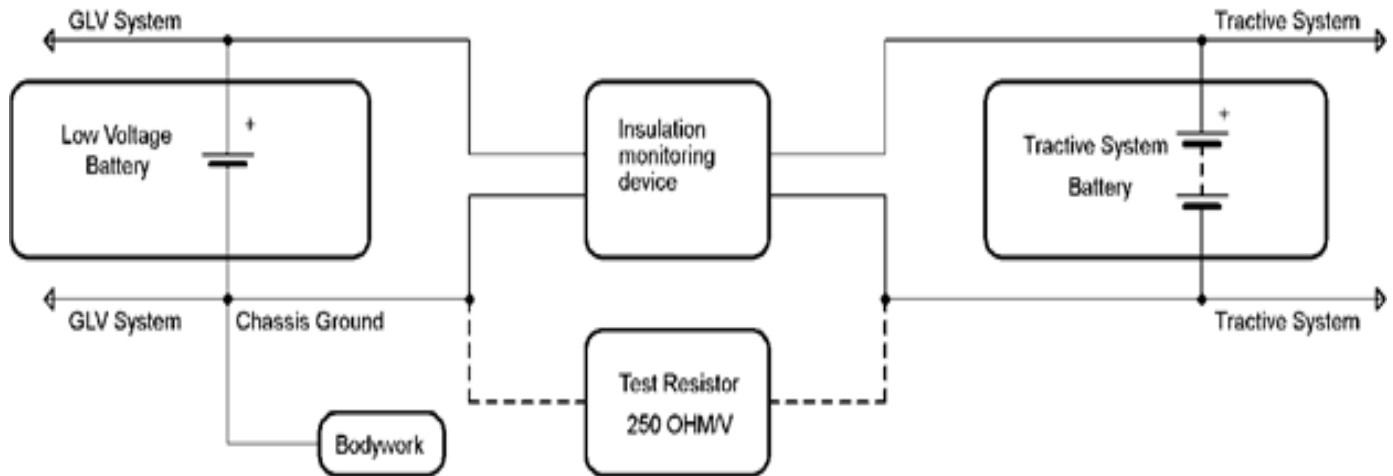 GLV System
Tractive System
+
Low Voltage
Battery
Insulation
monitoring
device
+
Tractive System
Battery
GLV System
Chassis Ground
Tractive System
Test Resistor
250 OHM/V
Bodywork